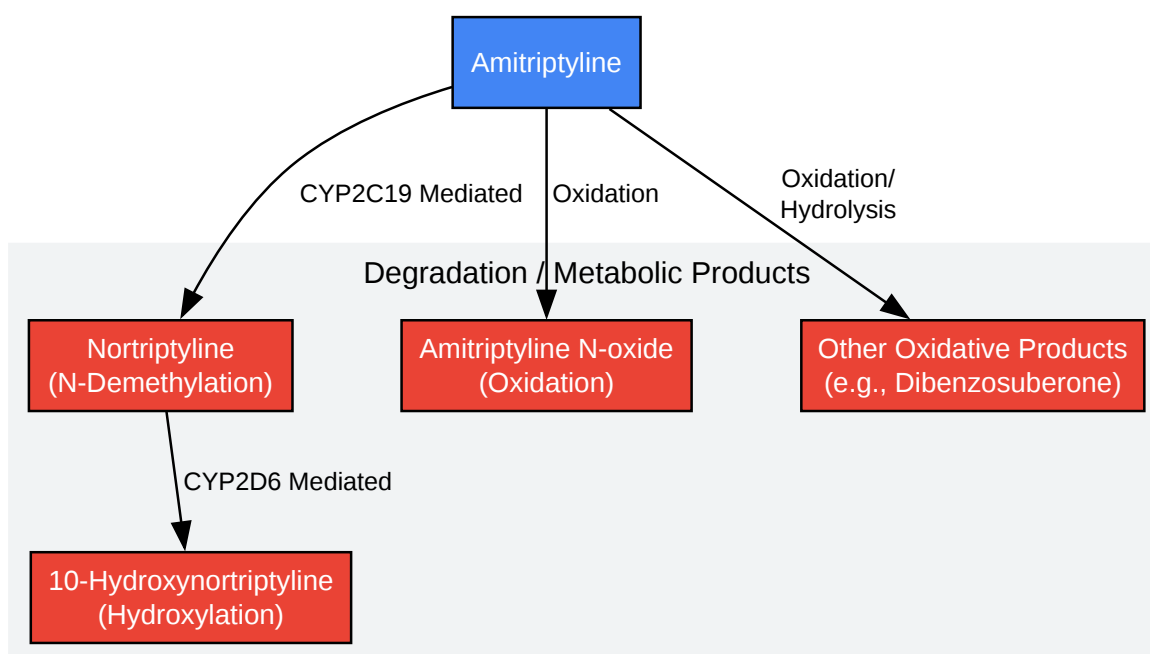 Amitriptyline
CYP2C19 Mediated
Oxidation
Oxidation/
Hydrolysis
Degradation / Metabolic Products
Nortriptyline
(N-Demethylation)
Amitriptyline N-oxide
(Oxidation)
Other Oxidative Products
(e.g., Dibenzosuberone)
CYP2D6 Mediated
10-Hydroxynortriptyline
(Hydroxylation)